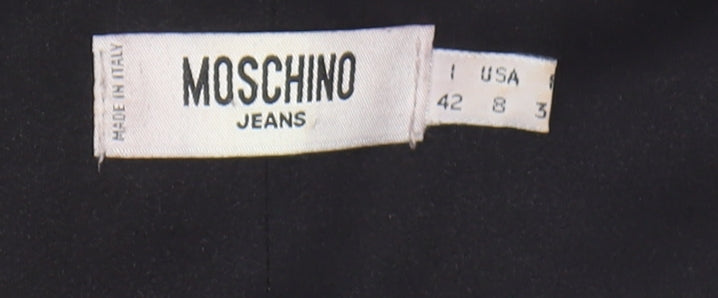 MADE IN ITALY
MOSCHINO
JEANS
I USA
42 8 3